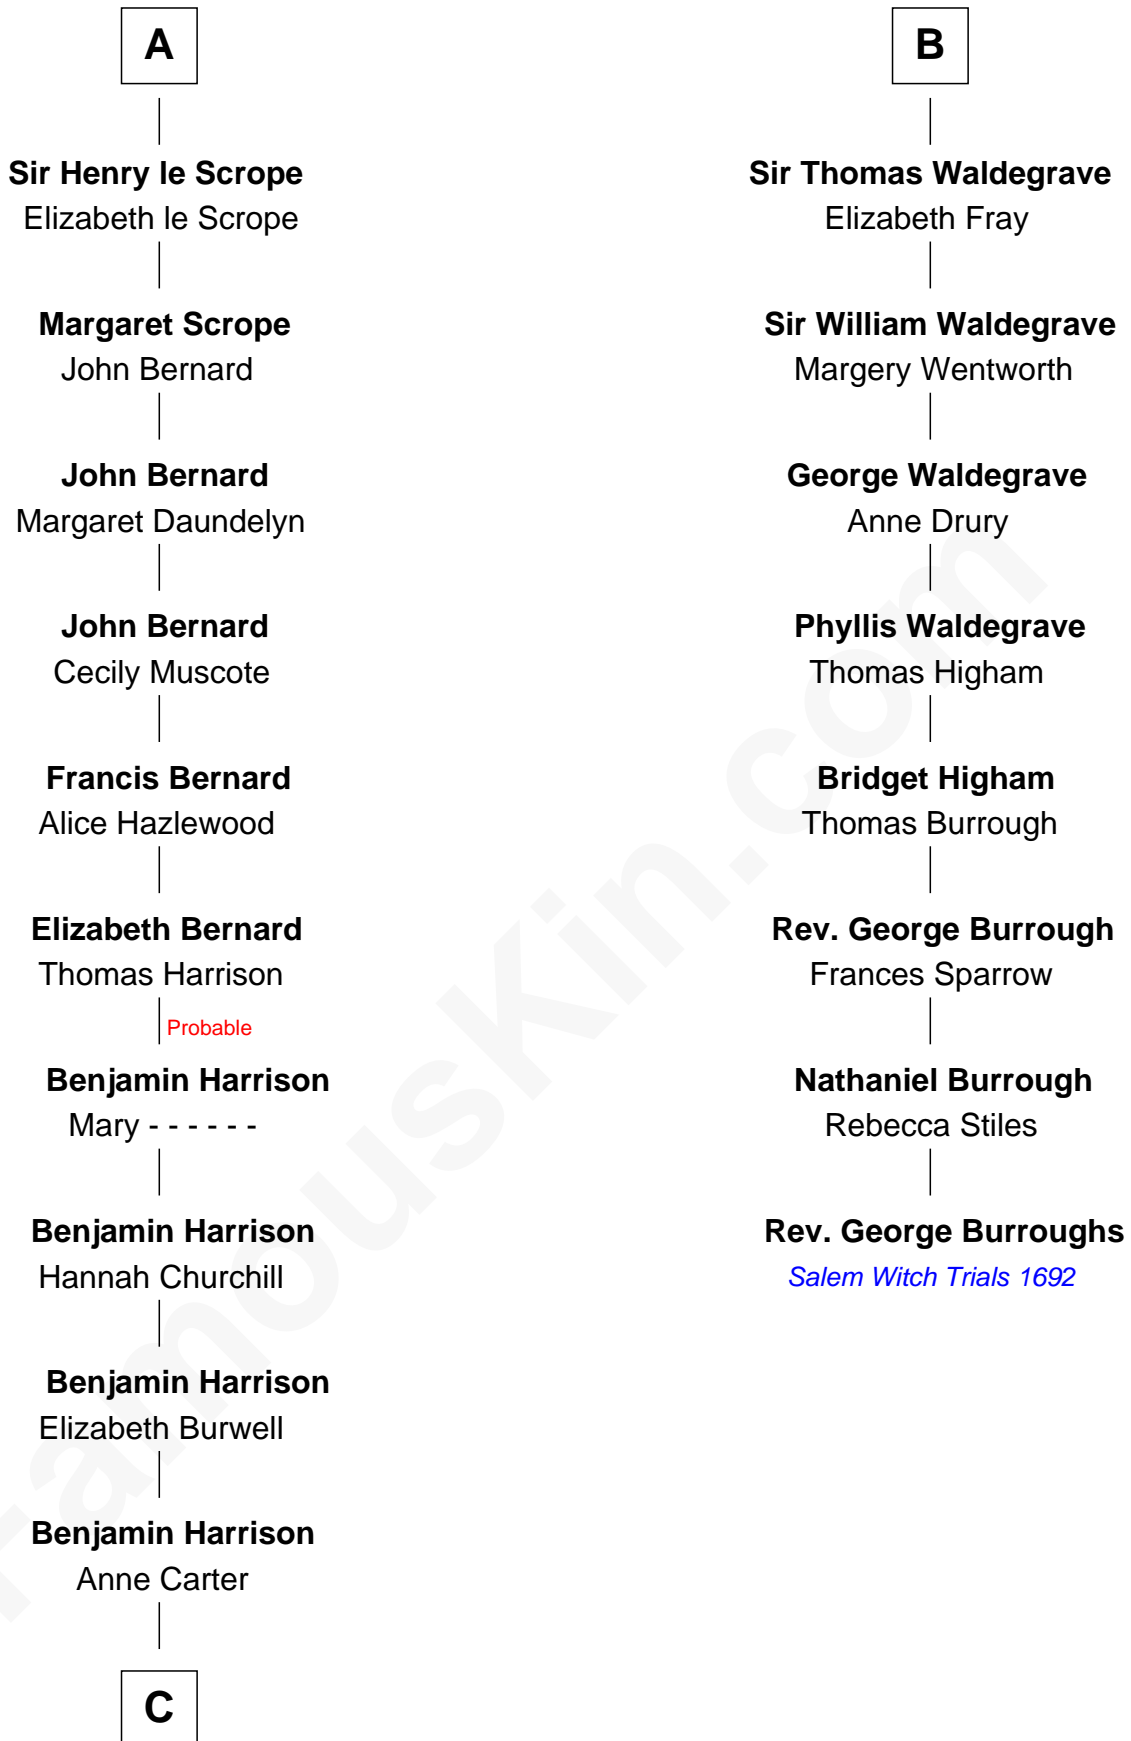 A
Sir Henry le Scrope
Elizabeth le Scrope
Margaret Scrope
John Bernard
John Bernard
Margaret Daundelyn
John Bernard
Cecily Muscote
Francis Bernard
Alice Hazlewood
Elizabeth Bernard
Thomas Harrison
Probable
Benjamin Harrison
Mary - - - - - -
Benjamin Harrison
Hannah Churchill
Benjamin Harrison
Elizabeth Burwell
Benjamin Harrison
Anne Carter
C
B
Sir Thomas Waldegrave
Elizabeth Fray
Sir William Waldegrave
Margery Wentworth
George Waldegrave
Anne Drury
Phyllis Waldegrave
Thomas Higham
Bridget Higham
Thomas Burrough
Rev. George Burrough
Frances Sparrow
Nathaniel Burrough
Rebecca Stiles
Rev. George Burroughs
Salem Witch Trials 1692
FamousKin.com